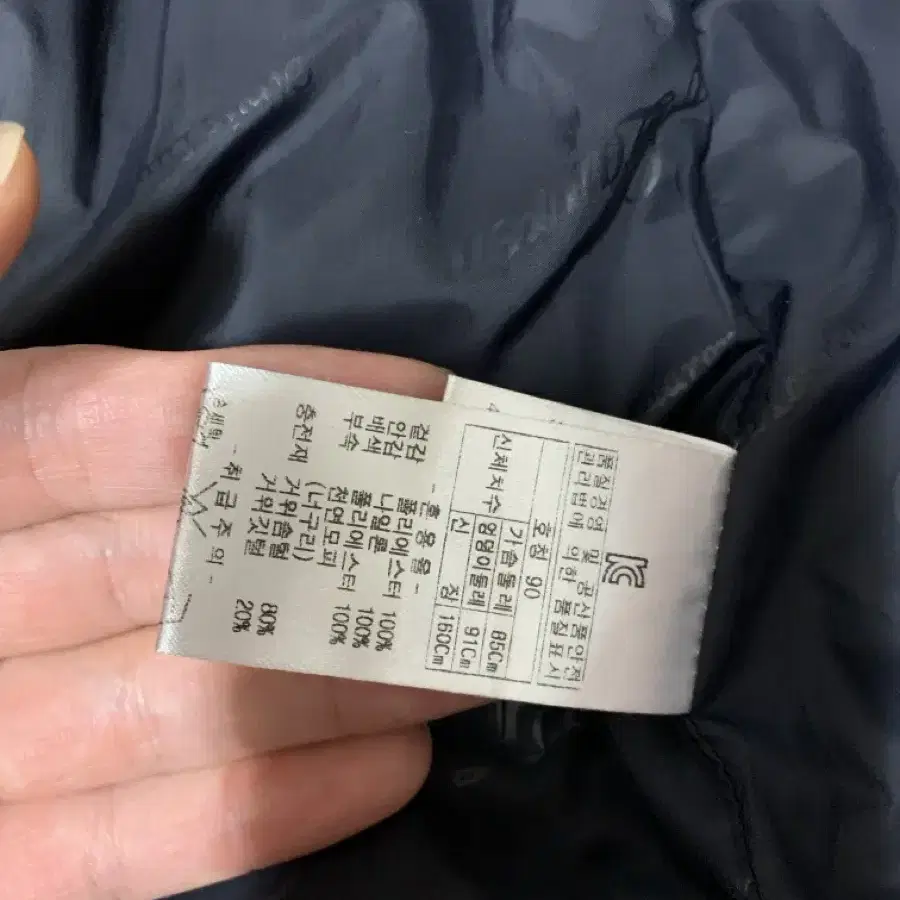 KC
품질경영 및 공산품안전
관리법에 의한 품질표시
호칭 90
신체치수 가슴둘레 85Cm
엉덩이둘레 91Cm
신 장 160Cm
- 혼 용 율 -
겉감 폴리에스터 100%
안감 나일론 100%
배색 폴리에스터 100%
부속 천연모피
(너구리)
충전재 거위솜털 80%
거위깃털 20%
- 취 급 주 의 -